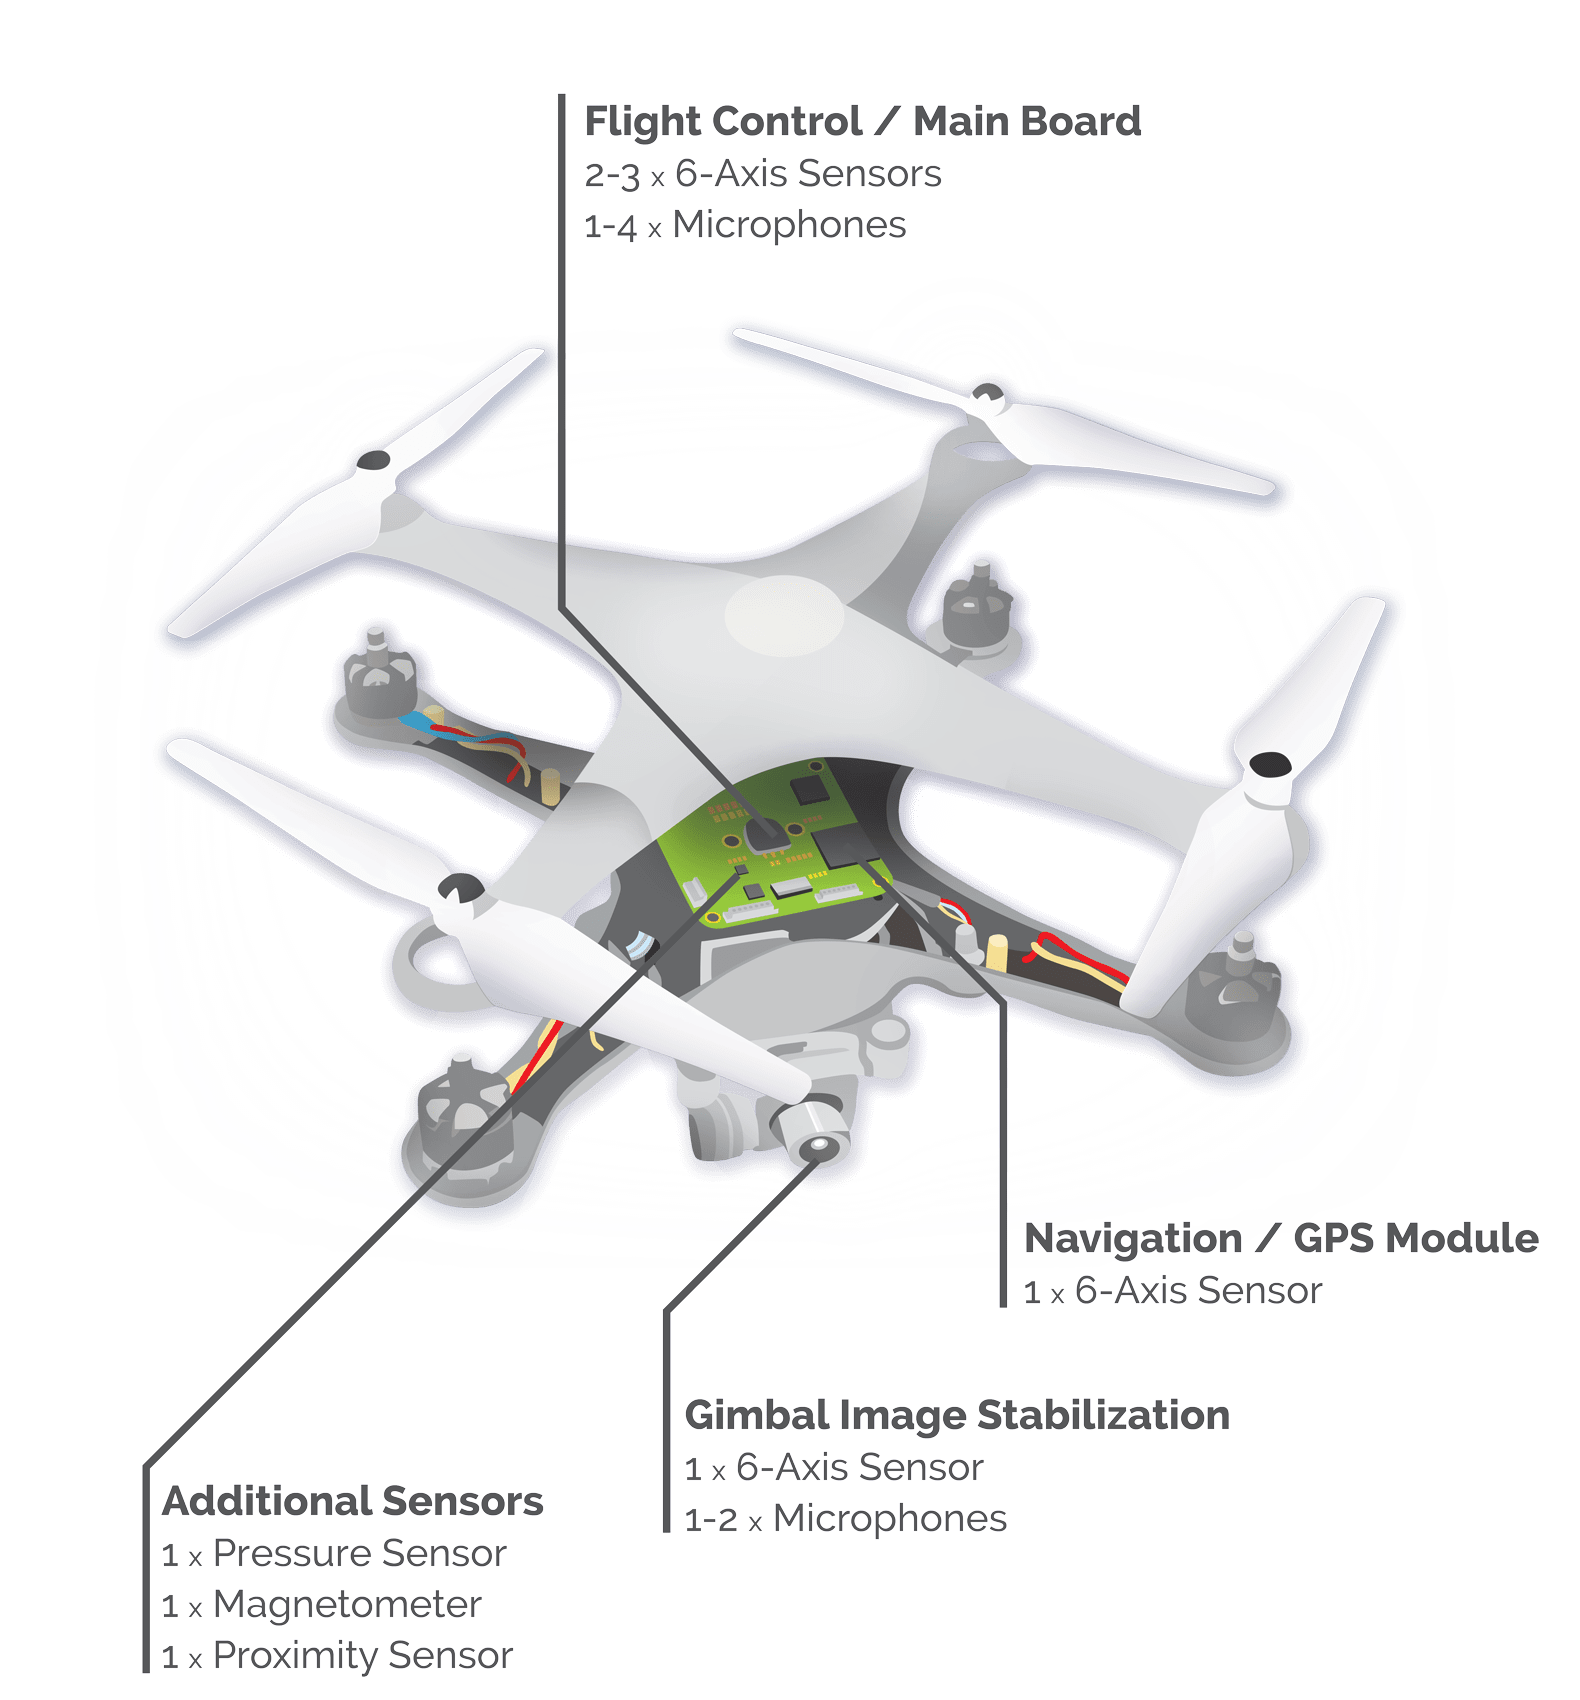 Flight Control / Main Board
2-3 x 6-Axis Sensors
1-4 x Microphones
Navigation / GPS Module
1 x 6-Axis Sensor
Gimbal Image Stabilization
1 x 6-Axis Sensor
1-2 x Microphones
Additional Sensors
1 x Pressure Sensor
1 x Magnetometer
1 x Proximity Sensor